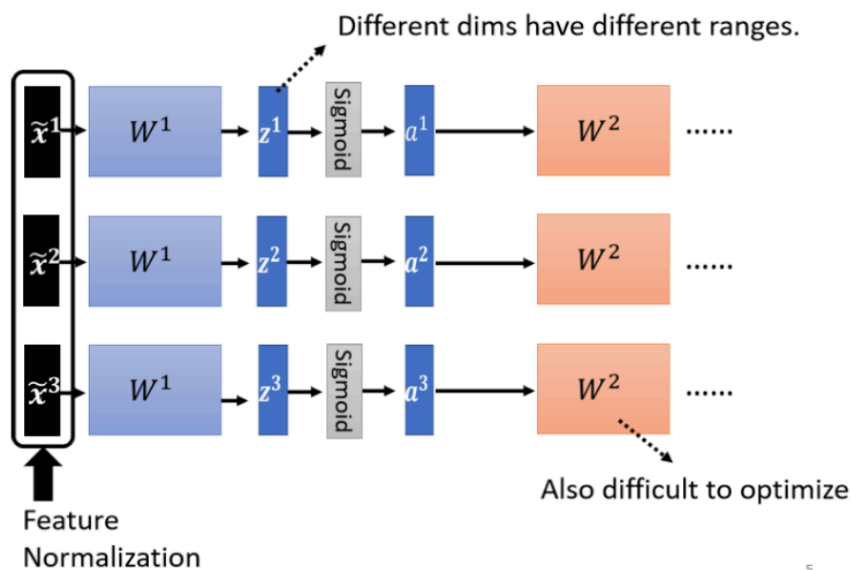 Different dims have different ranges.
x̃¹ W¹ z¹ Sigmoid a¹ W² ......
x̃² W¹ z² Sigmoid a² W² ......
x̃³ W¹ z³ Sigmoid a³ W² ......
Also difficult to optimize
Feature
Normalization